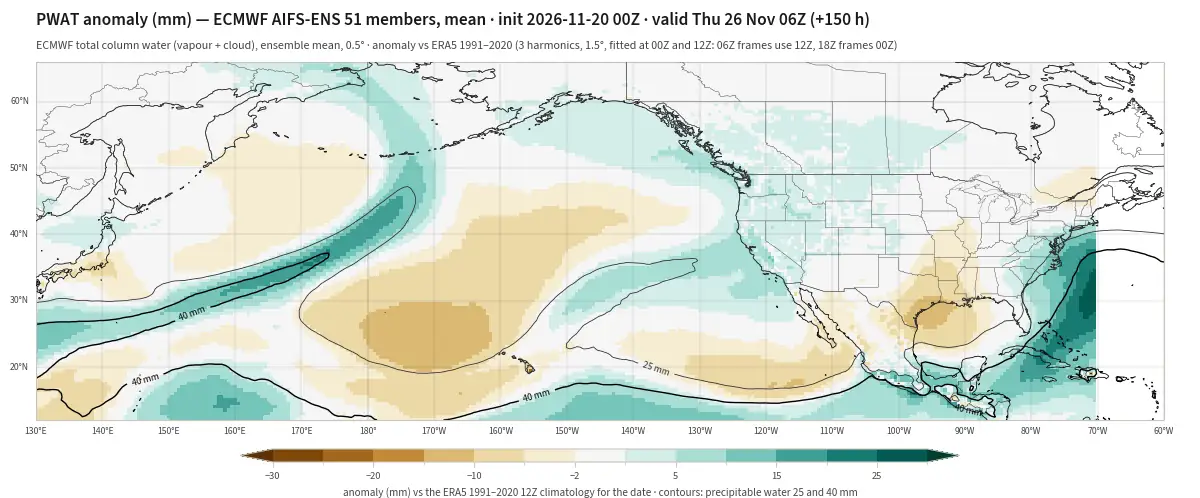 PWAT anomaly (mm) — ECMWF AIFS-ENS 51 members, mean · init 2026-11-20 00Z · valid Thu 26 Nov 06Z (+150 h)
ECMWF total column water (vapour + cloud), ensemble mean, 0.5° · anomaly vs ERA5 1991–2020 (3 harmonics, 1.5°, fitted at 00Z and 12Z: 06Z frames use 12Z, 18Z frames 00Z)
60°N
50°N
40°N
30°N
20°N
40 mm
40 mm
40 mm
25 mm
40 mm
130°E 140°E 150°E 160°E 170°E 180° 170°W 160°W 150°W 140°W 130°W 120°W 110°W 100°W 90°W 80°W 70°W 60°W
−30 −20 −10 −2 5 15 25
anomaly (mm) vs the ERA5 1991–2020 12Z climatology for the date · contours: precipitable water 25 and 40 mm